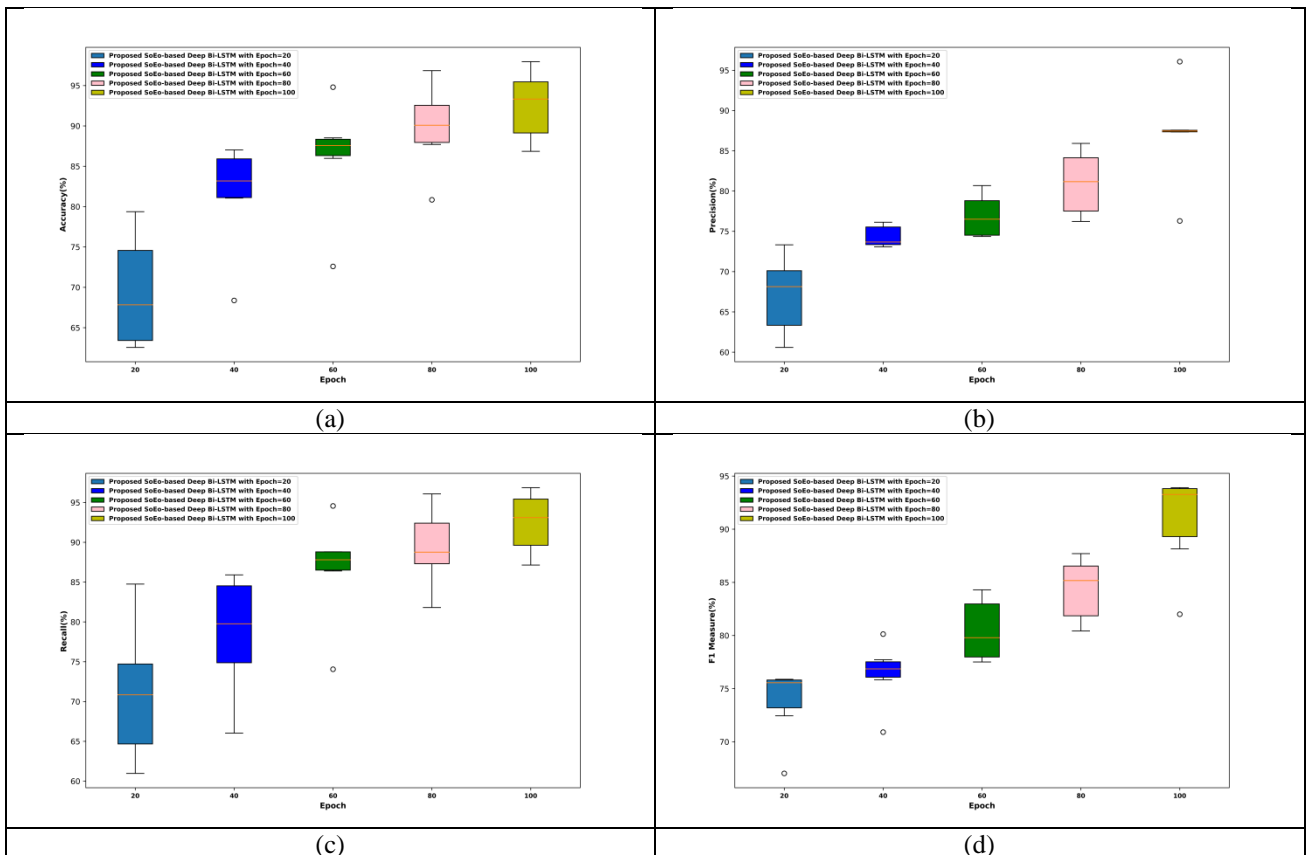 Proposed SoEo-based Deep Bi-LSTM with Epoch=20
Proposed SoEo-based Deep Bi-LSTM with Epoch=40
Proposed SoEo-based Deep Bi-LSTM with Epoch=60
Proposed SoEo-based Deep Bi-LSTM with Epoch=80
Proposed SoEo-based Deep Bi-LSTM with Epoch=100
95
90
85
80
75
70
65
Accuracy(%)
20 40 60 80 100
Epoch
(a)
Proposed SoEo-based Deep Bi-LSTM with Epoch=20
Proposed SoEo-based Deep Bi-LSTM with Epoch=40
Proposed SoEo-based Deep Bi-LSTM with Epoch=60
Proposed SoEo-based Deep Bi-LSTM with Epoch=80
Proposed SoEo-based Deep Bi-LSTM with Epoch=100
95
90
85
80
75
70
65
60
Precision(%)
20 40 60 80 100
Epoch
(b)
Proposed SoEo-based Deep Bi-LSTM with Epoch=20
Proposed SoEo-based Deep Bi-LSTM with Epoch=40
Proposed SoEo-based Deep Bi-LSTM with Epoch=60
Proposed SoEo-based Deep Bi-LSTM with Epoch=80
Proposed SoEo-based Deep Bi-LSTM with Epoch=100
95
90
85
80
75
70
65
60
Recall(%)
20 40 60 80 100
Epoch
(c)
Proposed SoEo-based Deep Bi-LSTM with Epoch=20
Proposed SoEo-based Deep Bi-LSTM with Epoch=40
Proposed SoEo-based Deep Bi-LSTM with Epoch=60
Proposed SoEo-based Deep Bi-LSTM with Epoch=80
Proposed SoEo-based Deep Bi-LSTM with Epoch=100
95
90
85
80
75
70
F1 Measure(%)
20 40 60 80 100
Epoch
(d)